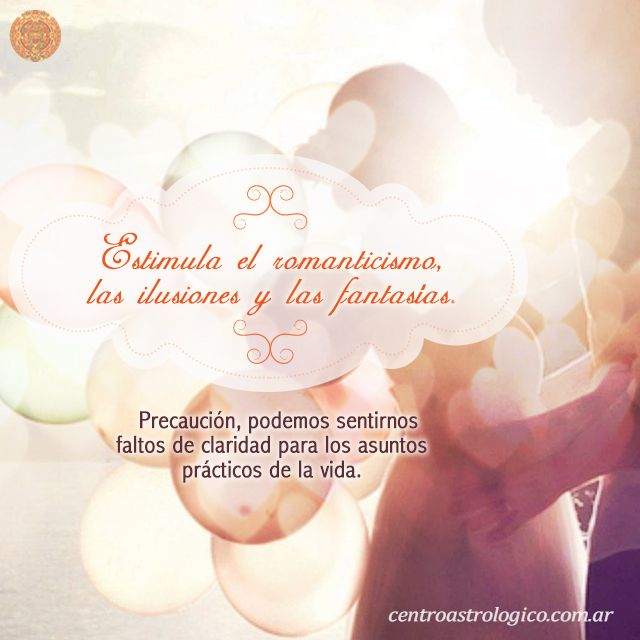 Estimula el romanticismo,
las ilusiones y las fantasías.
Precaución, podemos sentirnos
faltos de claridad para los asuntos
prácticos de la vida.
centroastrologico.com.ar